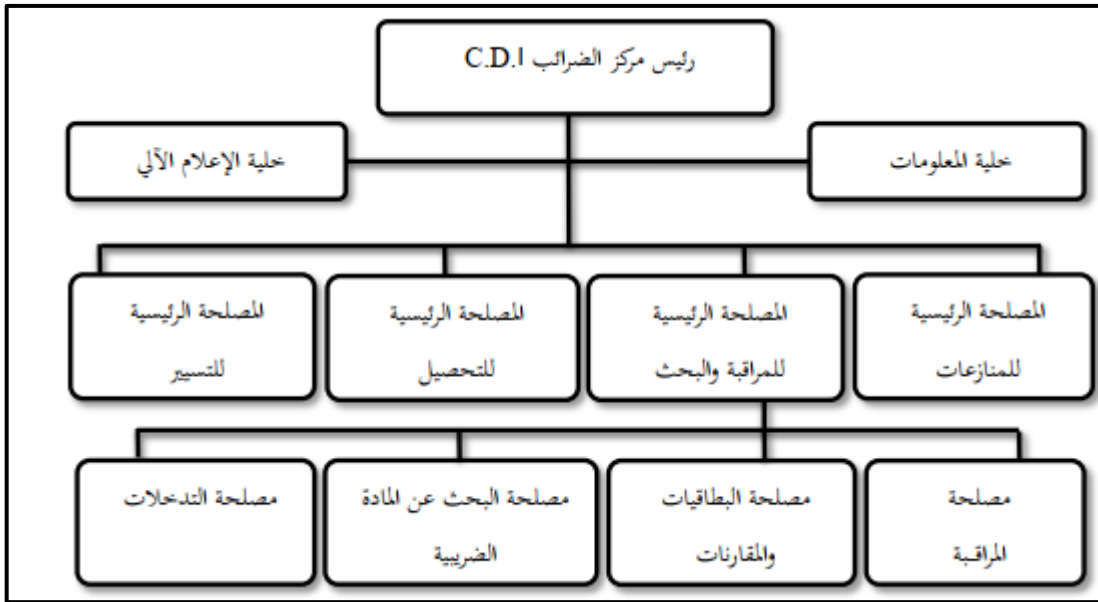 رئيس مركز الضرائب C.D.I
خلية المعلومات
خلية الإعلام الآلي
المصلحة الرئيسية
للمنازعات
المصلحة الرئيسية
للمراقبة والبحث
المصلحة الرئيسية
للتحصيل
المصلحة الرئيسية
للتسيير
مصلحة
المراقبة
مصلحة البطاقيات
والمقارنات
مصلحة البحث عن المادة
الضريبية
مصلحة التدخلات